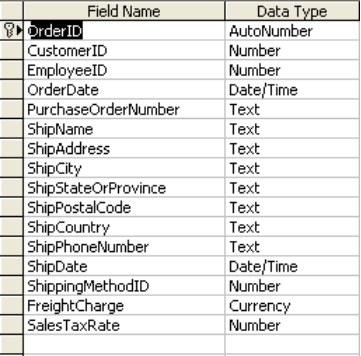 Field Name Data Type
OrderID AutoNumber
CustomerID Number
EmployeeID Number
OrderDate Date/Time
PurchaseOrderNumber Text
ShipName Text
ShipAddress Text
ShipCity Text
ShipStateOrProvince Text
ShipPostalCode Text
ShipCountry Text
ShipPhoneNumber Text
ShipDate Date/Time
ShippingMethodID Number
FreightCharge Currency
SalesTaxRate Number